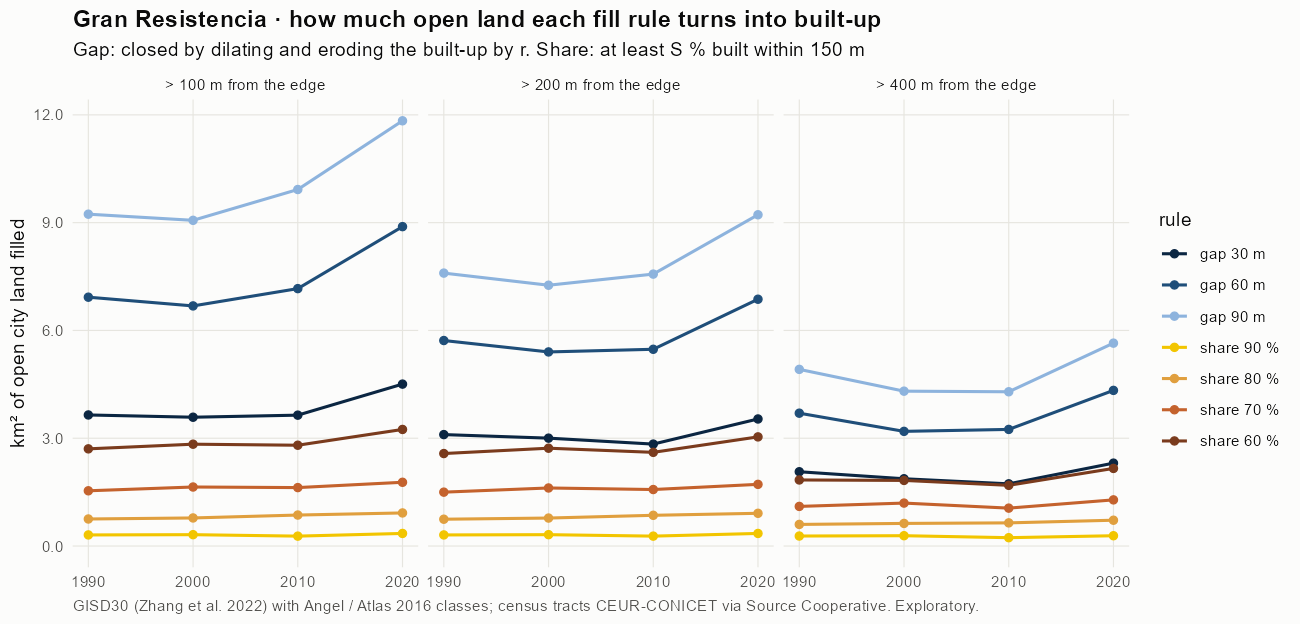 Gran Resistencia · how much open land each fill rule turns into built-up
Gap: closed by dilating and eroding the built-up by r. Share: at least S % built within 150 m
> 100 m from the edge
> 200 m from the edge
> 400 m from the edge
km² of open city land filled
12.0
9.0
6.0
3.0
0.0
1990 2000 2010 2020
1990 2000 2010 2020
1990 2000 2010 2020
rule
gap 30 m
gap 60 m
gap 90 m
share 90 %
share 80 %
share 70 %
share 60 %
GISD30 (Zhang et al. 2022) with Angel / Atlas 2016 classes; census tracts CEUR-CONICET via Source Cooperative. Exploratory.